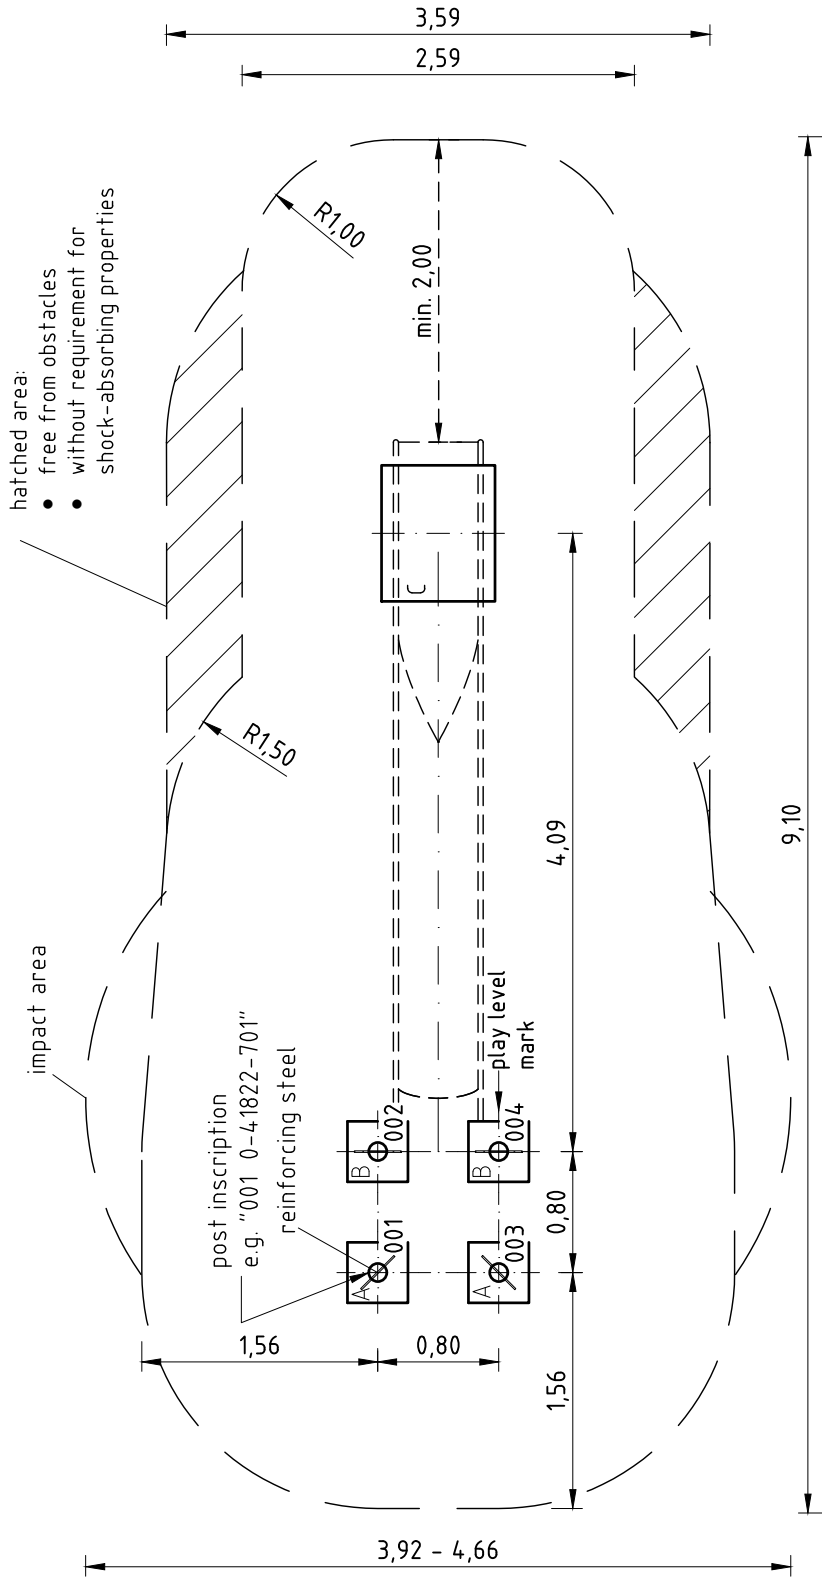 3,59
2,59
hatched area:
• free from obstacles
• without requirement for
shock-absorbing properties
R1,00
min. 2,00
C
R1,50
4,09
9,10
impact area
post inscription
e.g. "001 0-41822-701"
reinforcing steel
play level
mark
B
002
B
004
A
001
A
003
0,80
1,56
0,80
1,56
3,92 - 4,66